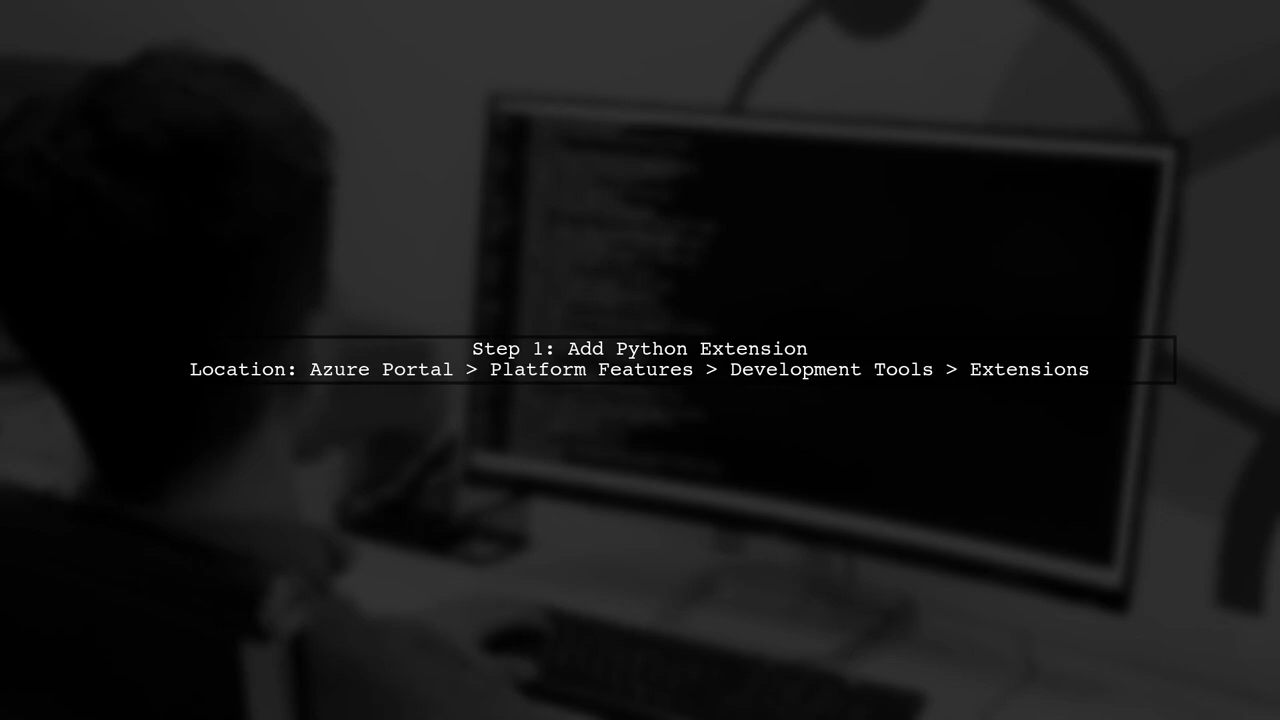 Step 1: Add Python Extension
Location: Azure Portal > Platform Features > Development Tools > Extensions